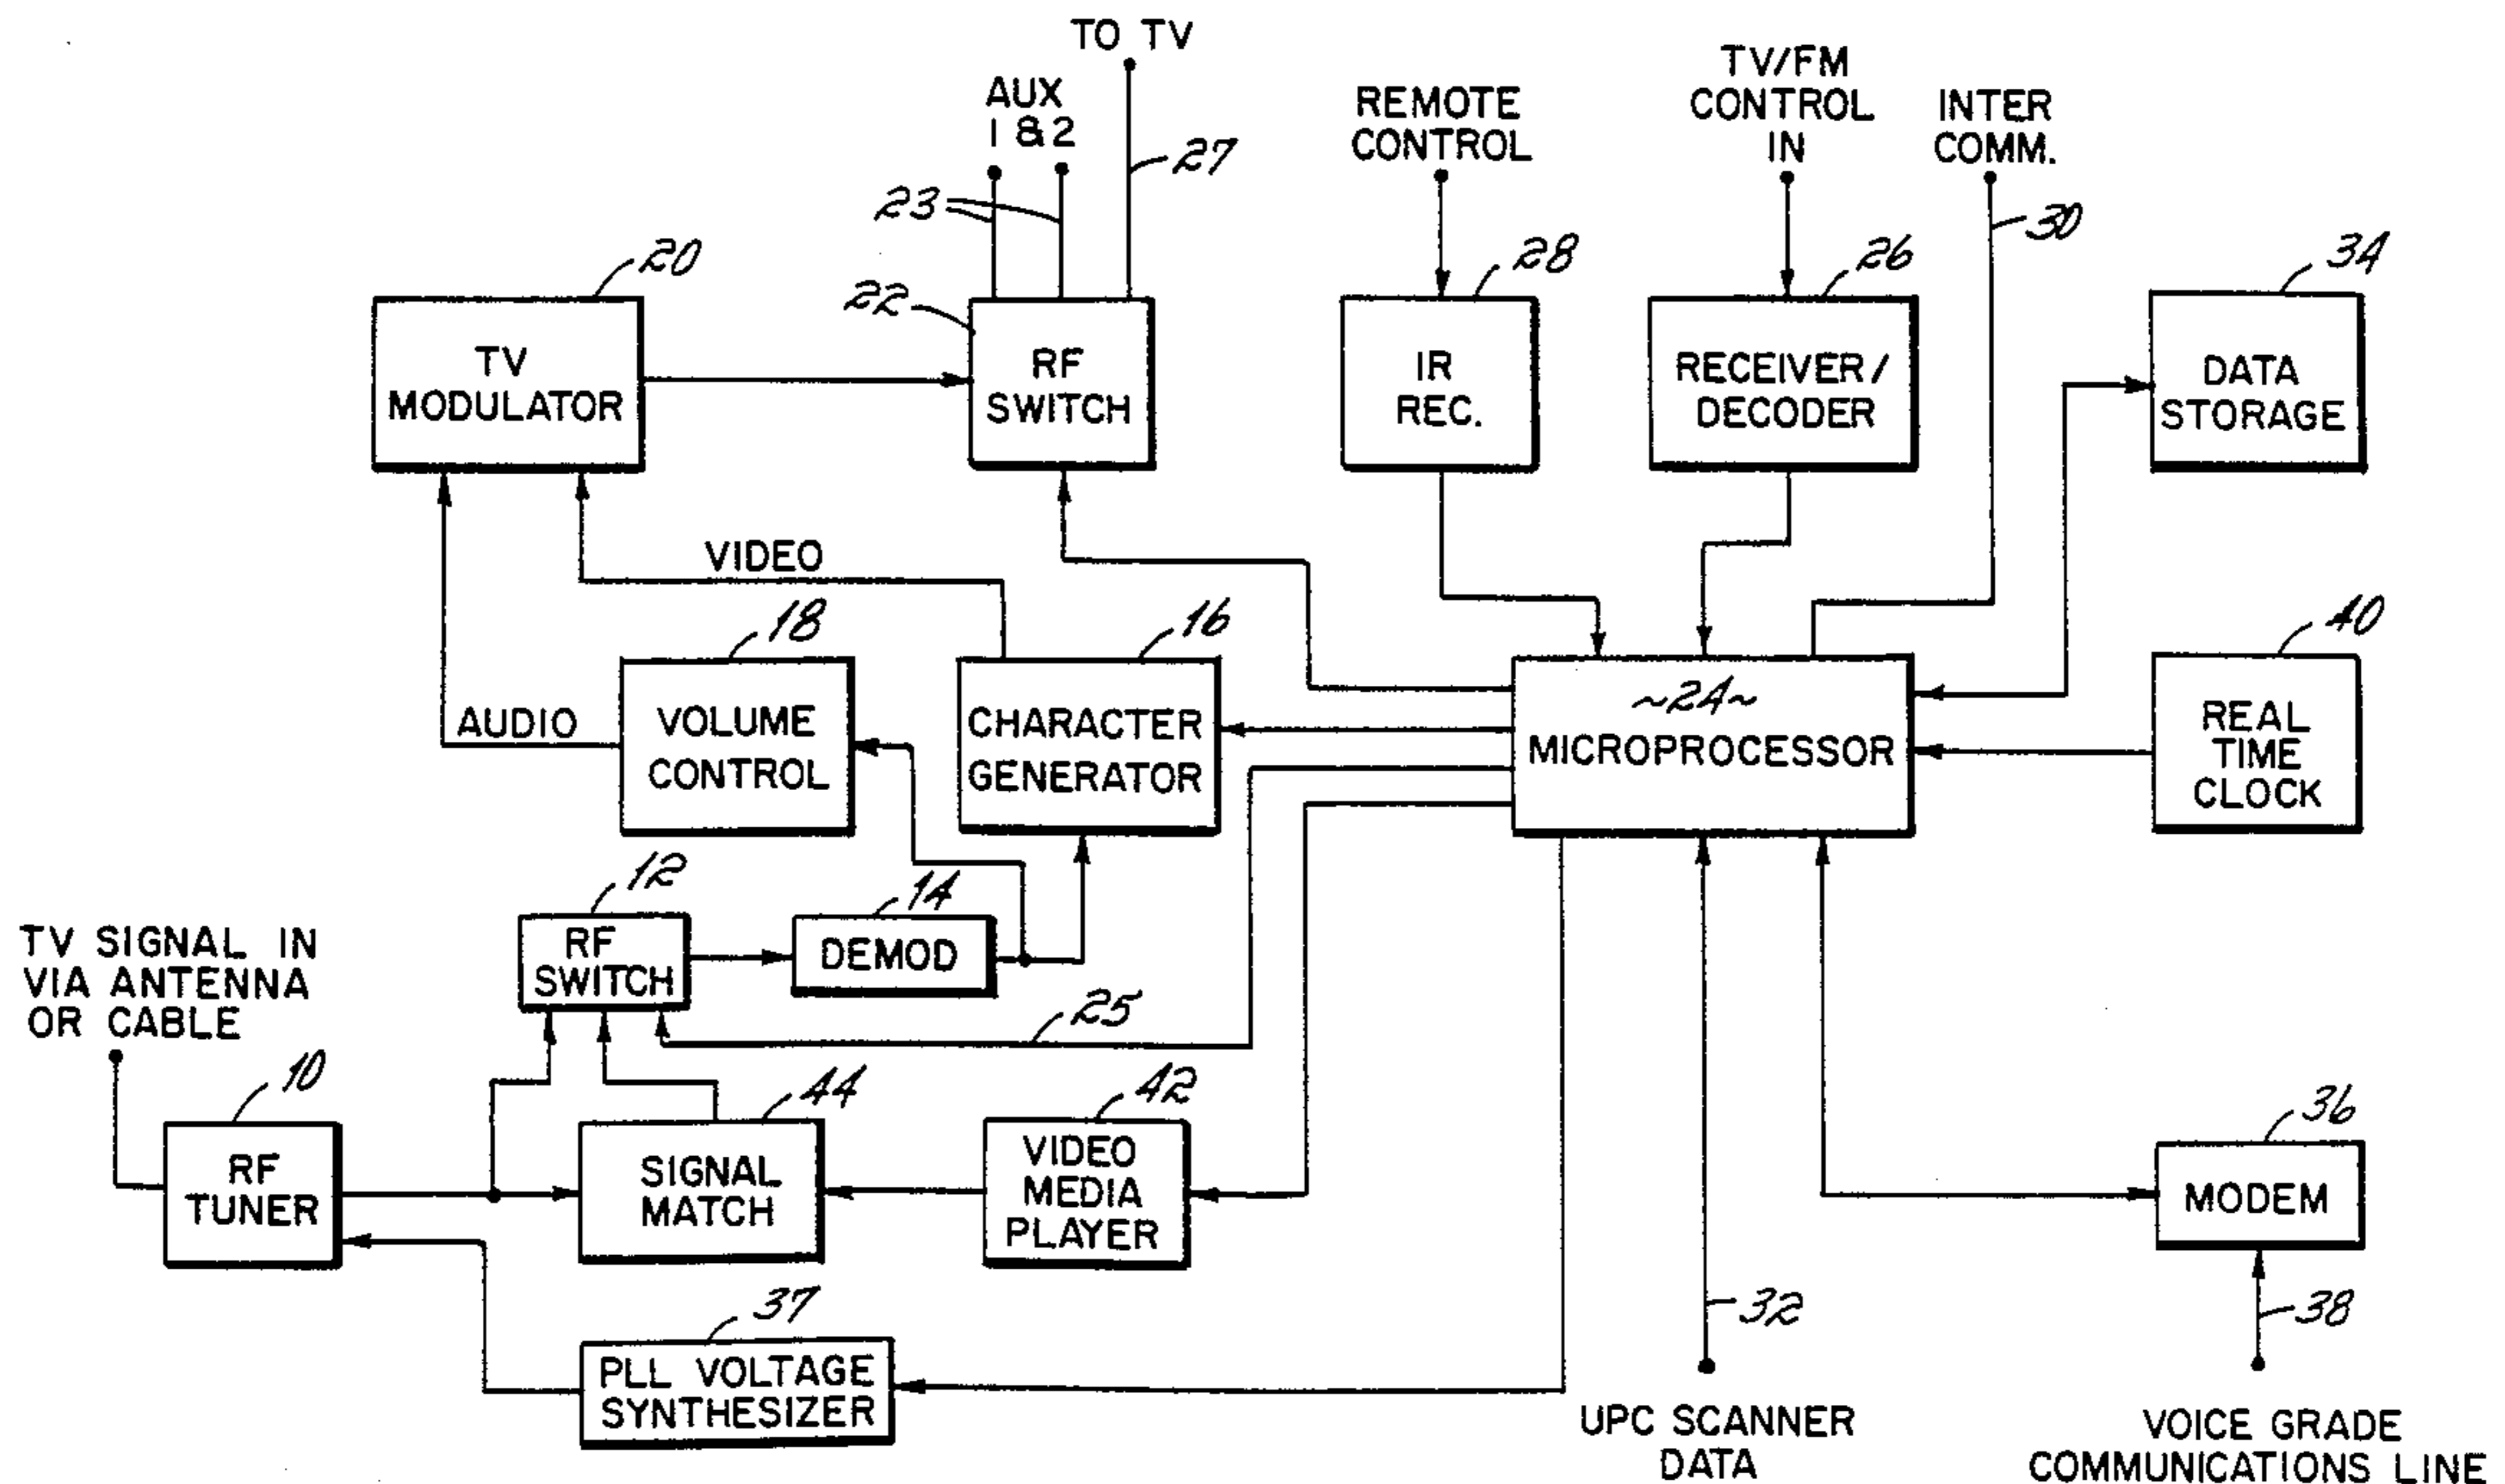 TO TV
AUX
1 & 2
27
23
REMOTE
CONTROL
TV/FM
CONTROL
IN
INTER
COMM.
30
20
22
28
26
34
TV
MODULATOR
RF
SWITCH
IR
REC.
RECEIVER/
DECODER
DATA
STORAGE
VIDEO
AUDIO
18
16
40
VOLUME
CONTROL
CHARACTER
GENERATOR
~24~
MICROPROCESSOR
REAL
TIME
CLOCK
12
14
RF
SWITCH
DEMOD
25
TV SIGNAL IN
VIA ANTENNA
OR CABLE
10
44
42
36
RF
TUNER
SIGNAL
MATCH
VIDEO
MEDIA
PLAYER
MODEM
37
32
38
PLL VOLTAGE
SYNTHESIZER
UPC SCANNER
DATA
VOICE GRADE
COMMUNICATIONS LINE